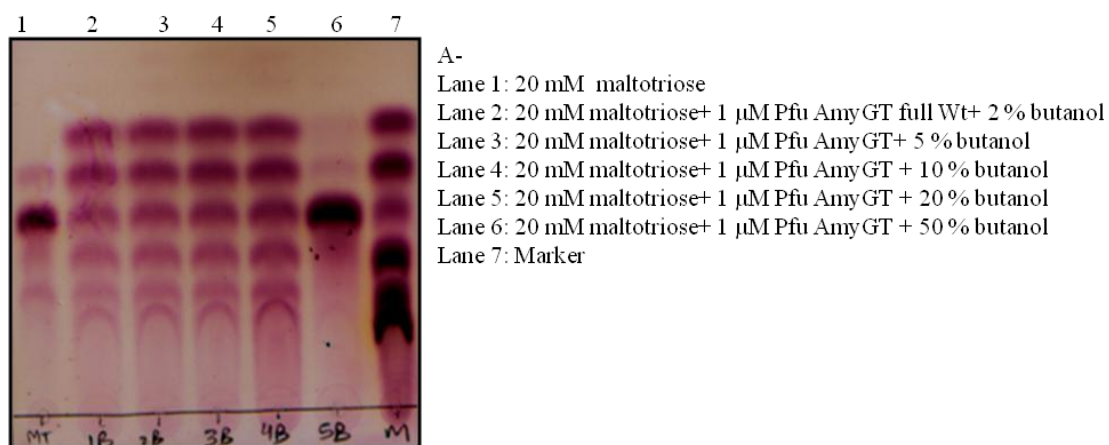 1 2 3 4 5 6 7
A-
Lane 1: 20 mM maltotriose
Lane 2: 20 mM maltotriose+ 1 µM Pfu AmyGT full Wt+ 2 % butanol
Lane 3: 20 mM maltotriose+ 1 µM Pfu AmyGT+ 5 % butanol
Lane 4: 20 mM maltotriose+ 1 µM Pfu AmyGT + 10 % butanol
Lane 5: 20 mM maltotriose+ 1 µM Pfu AmyGT + 20 % butanol
Lane 6: 20 mM maltotriose+ 1 µM Pfu AmyGT + 50 % butanol
Lane 7: Marker
MT 1B 2B 3B 4B 5B M